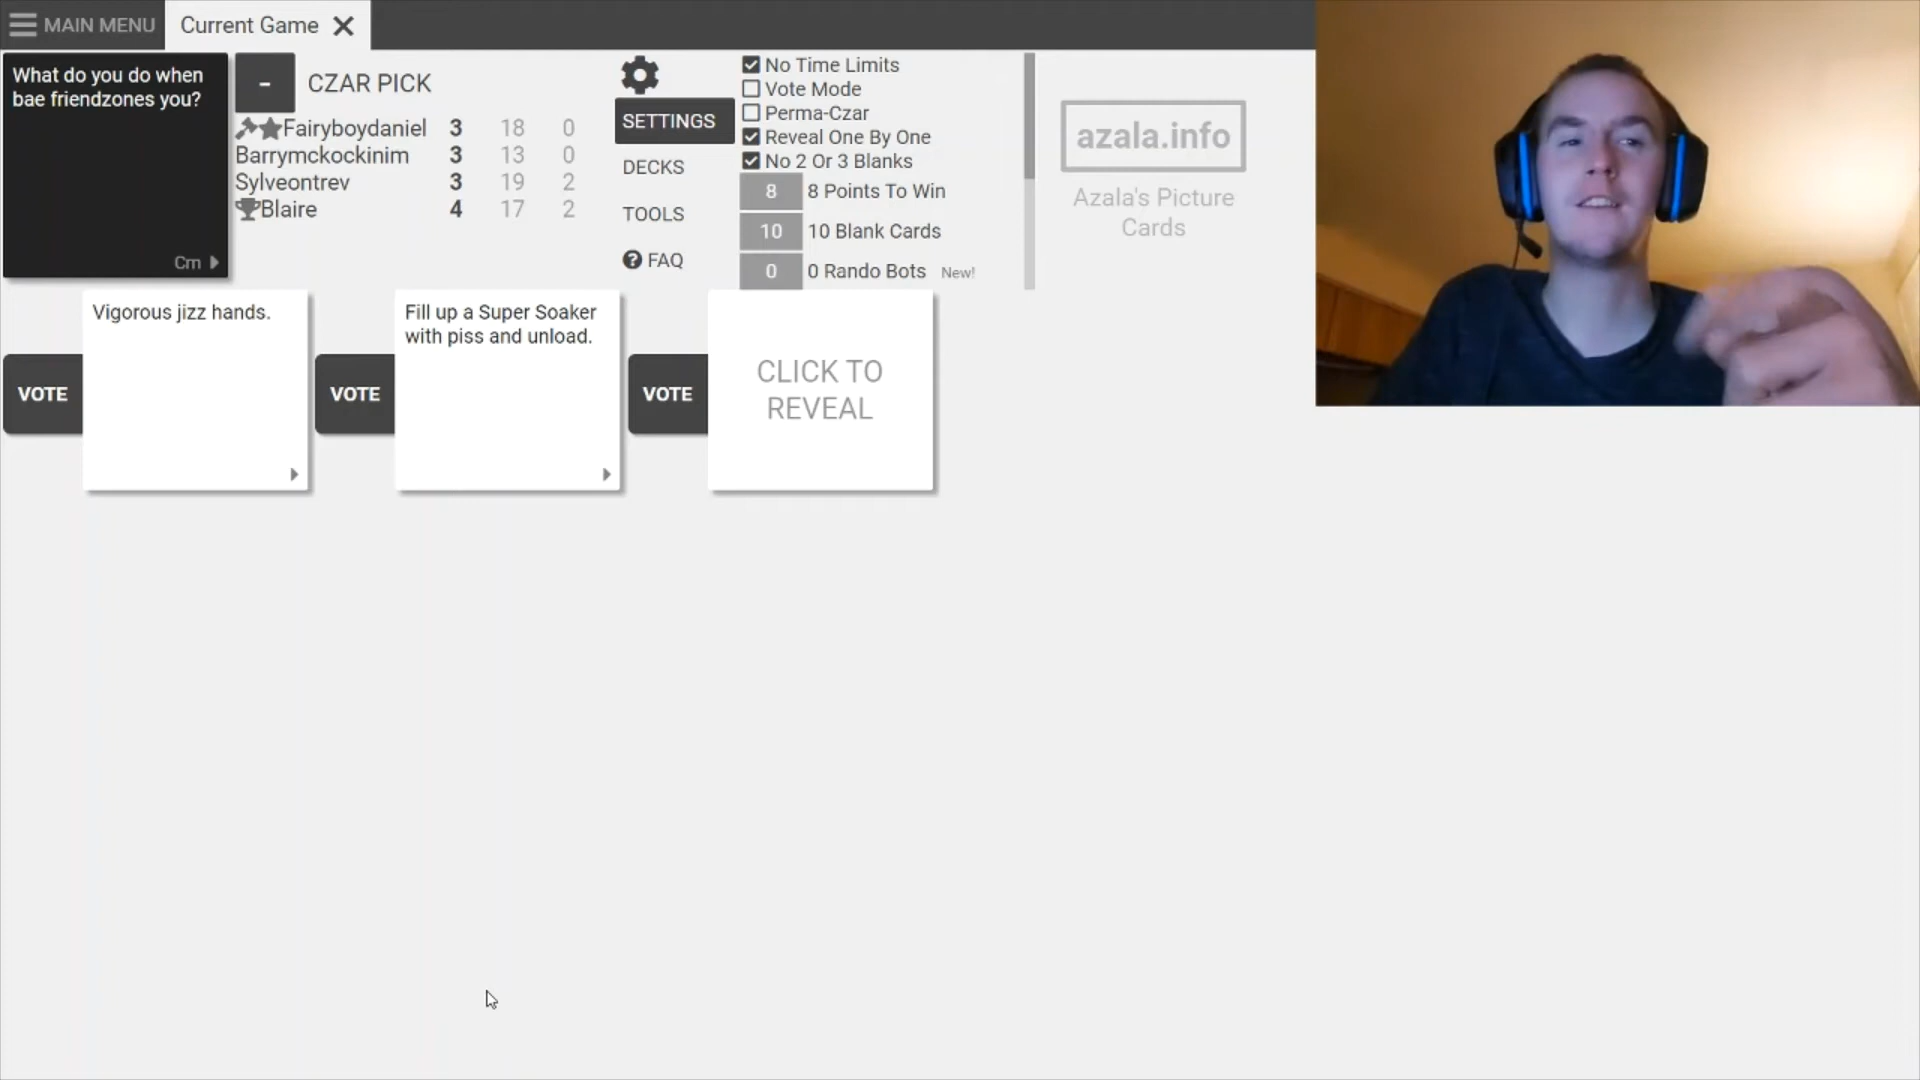 MAIN MENU
Current Game
What do you do when
bae friendzones you?
Cm
-
CZAR PICK
Fairyboydaniel 3 18 0
Barrymckockinim 3 13 0
Sylveontrev 3 19 2
Blaire 4 17 2
SETTINGS
DECKS
TOOLS
FAQ
No Time Limits
Vote Mode
Perma-Czar
Reveal One By One
No 2 Or 3 Blanks
8 8 Points To Win
10 10 Blank Cards
0 0 Rando Bots New!
azala.info
Azala's Picture
Cards
VOTE
Vigorous jizz hands.
VOTE
Fill up a Super Soaker
with piss and unload.
VOTE
CLICK TO
REVEAL